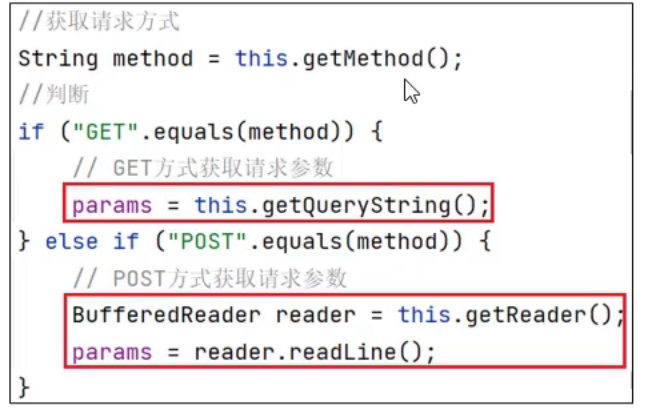 //获取请求方式
String method = this.getMethod();
//判断
if ("GET".equals(method)) {
    // GET方式获取请求参数
    params = this.getQueryString();
} else if ("POST".equals(method)) {
    // POST方式获取请求参数
    BufferedReader reader = this.getReader();
    params = reader.readLine();
}